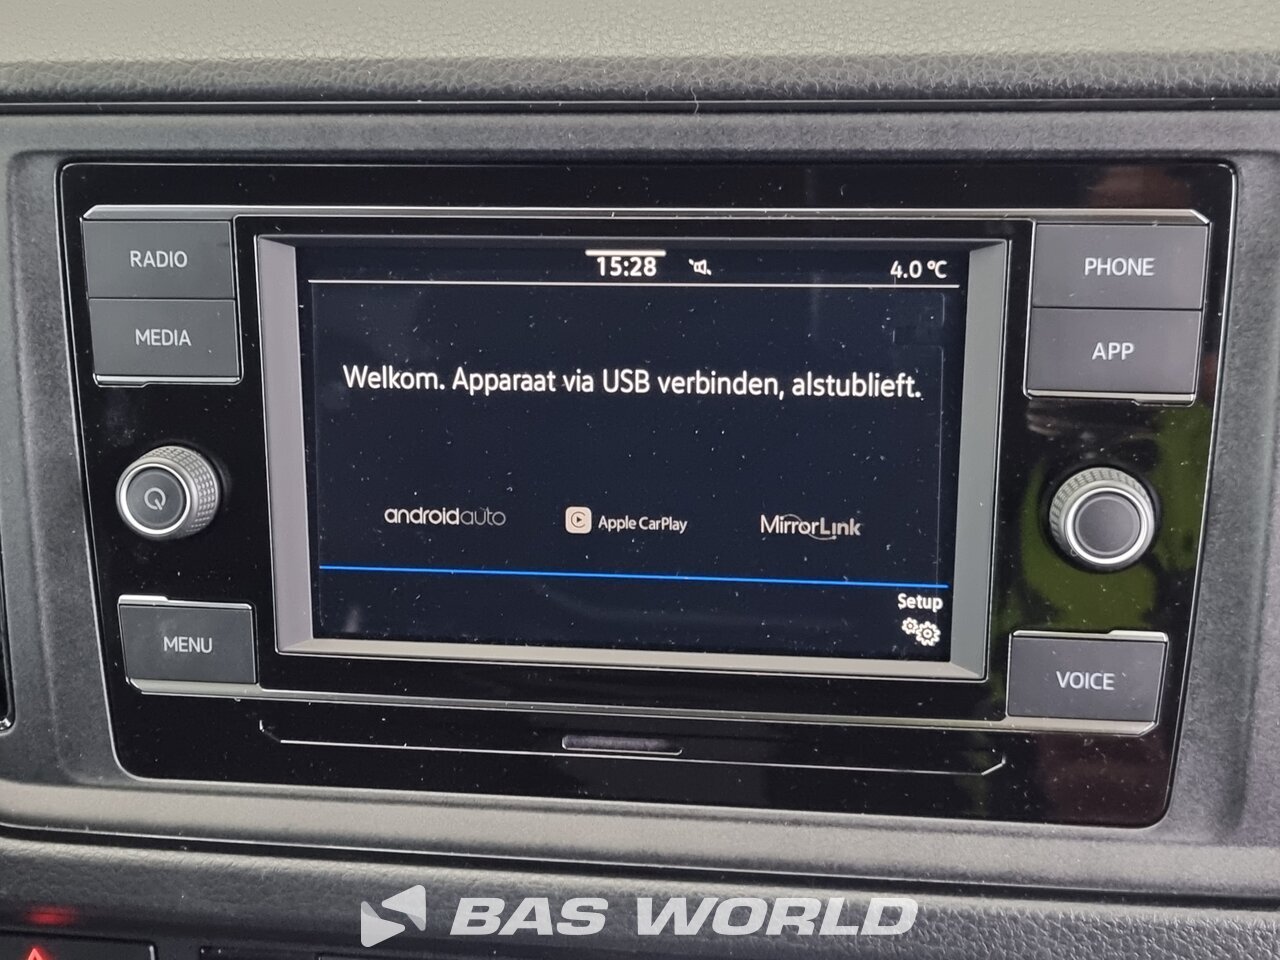 RADIO
MEDIA
MENU
15:28
4.0 °C
Welkom. Apparaat via USB verbinden, alstublieft.
androidauto
Apple CarPlay
MirrorLink
Setup
PHONE
APP
VOICE
BAS WORLD